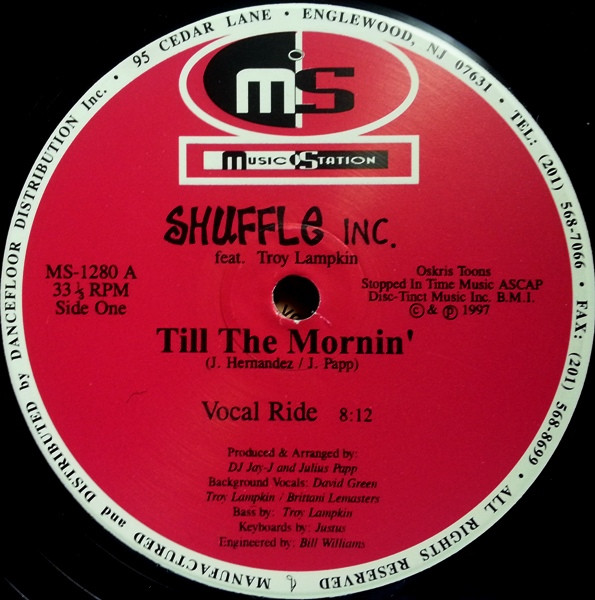 MANUFACTURED and DISTRIBUTED by DANCEFLOOR DISTRIBUTION Inc. • 95 CEDAR LANE • ENGLEWOOD, NJ 07631 • TEL: (201) 568-7066 • FAX: (201) 568-8699 • ALL RIGHTS RESERVED &
mS
MUSIC STATION
SHUFFLE INC.
feat. Troy Lampkin
MS-1280 A
33 ⅓ RPM
Side One
Oskris Toons
Stopped In Time Music ASCAP
Disc-Tinct Music Inc. B.M.I.
© & ℗ 1997
Till The Mornin'
(J. Hernandez / J. Papp)
Vocal Ride 8:12
Produced & Arranged by:
DJ Jay-J and Julius Papp
Background Vocals: David Green
Troy Lampkin / Brittani Lemasters
Bass by: Troy Lampkin
Keyboards by: Justus
Engineered by: Bill Williams